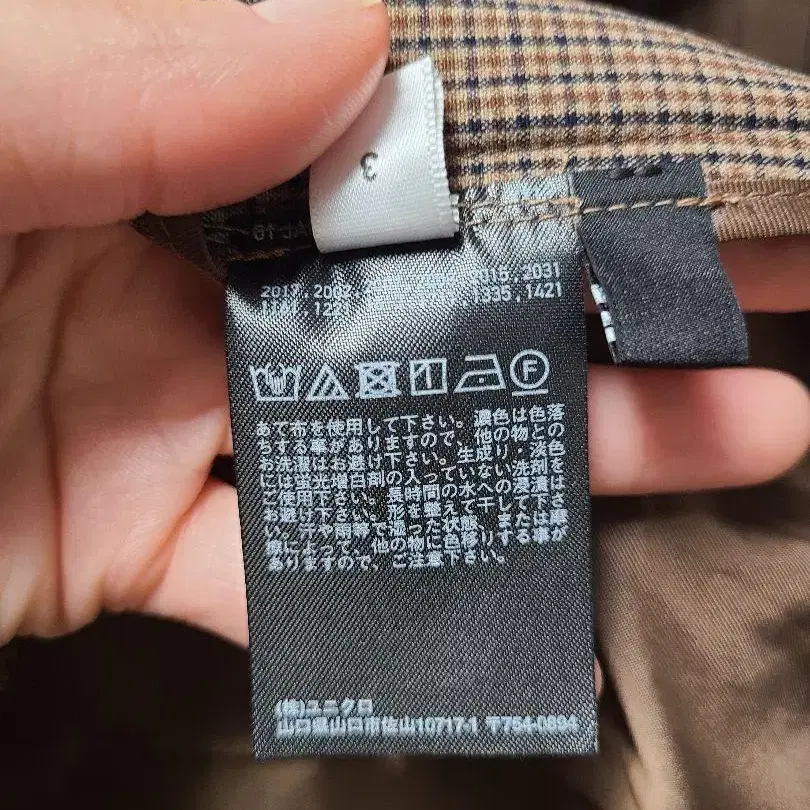 3
2017, 2002, 2015, 2031
1335, 1421
F
あて布を使用して下さい。濃色は色落
ちする事がありますので、他の物との
お洗濯はお避け下さい。生成り・淡色
には蛍光増白剤の入っていない洗剤を
ご使用下さい。長時間の水への浸漬は
お避け下さい。形を整えて干して下さ
い。汗や雨等で湿った状態、または摩
擦によって、他の物に色移りする事が
ありますので、ご注意下さい。
(株)ユニクロ
山口県山口市佐山10717-1 〒754-0894